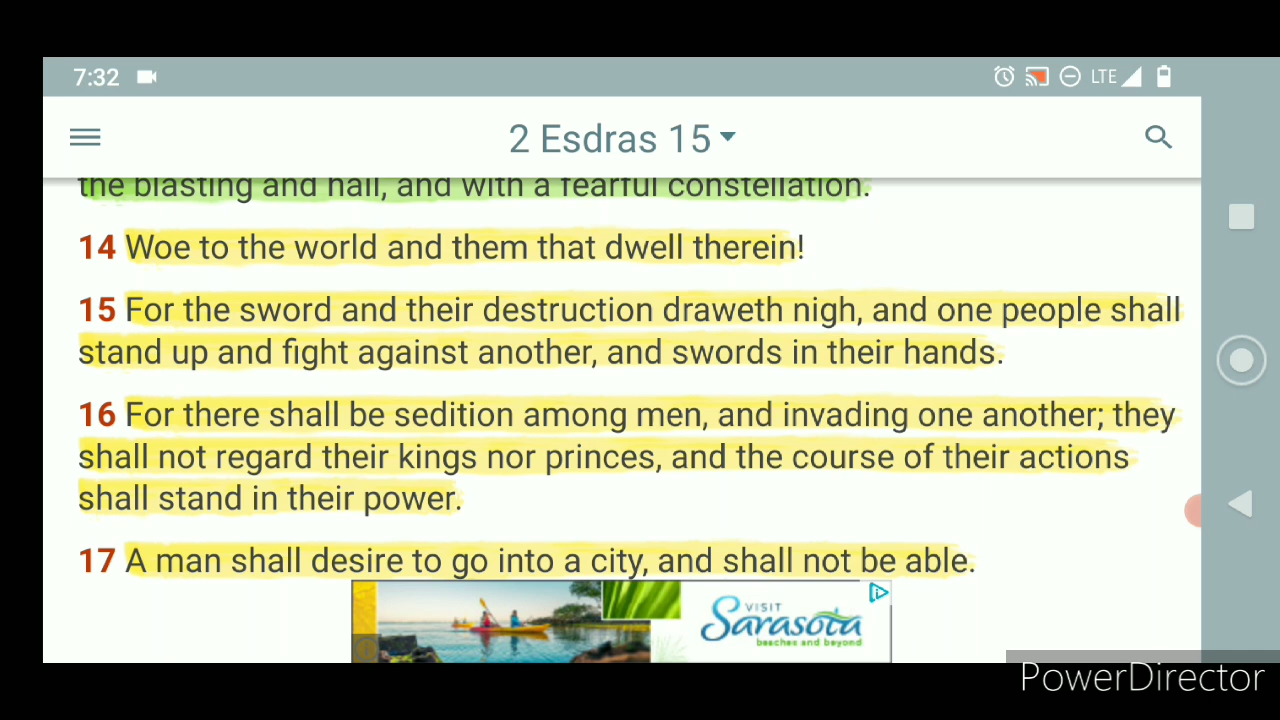 7:32
LTE
2 Esdras 15
the blasting and hail, and with a fearful constellation.
14 Woe to the world and them that dwell therein!
15 For the sword and their destruction draweth nigh, and one people shall
stand up and fight against another, and swords in their hands.
16 For there shall be sedition among men, and invading one another; they
shall not regard their kings nor princes, and the course of their actions
shall stand in their power.
17 A man shall desire to go into a city, and shall not be able.
VISIT
Sarasota
beaches and beyond
PowerDirector